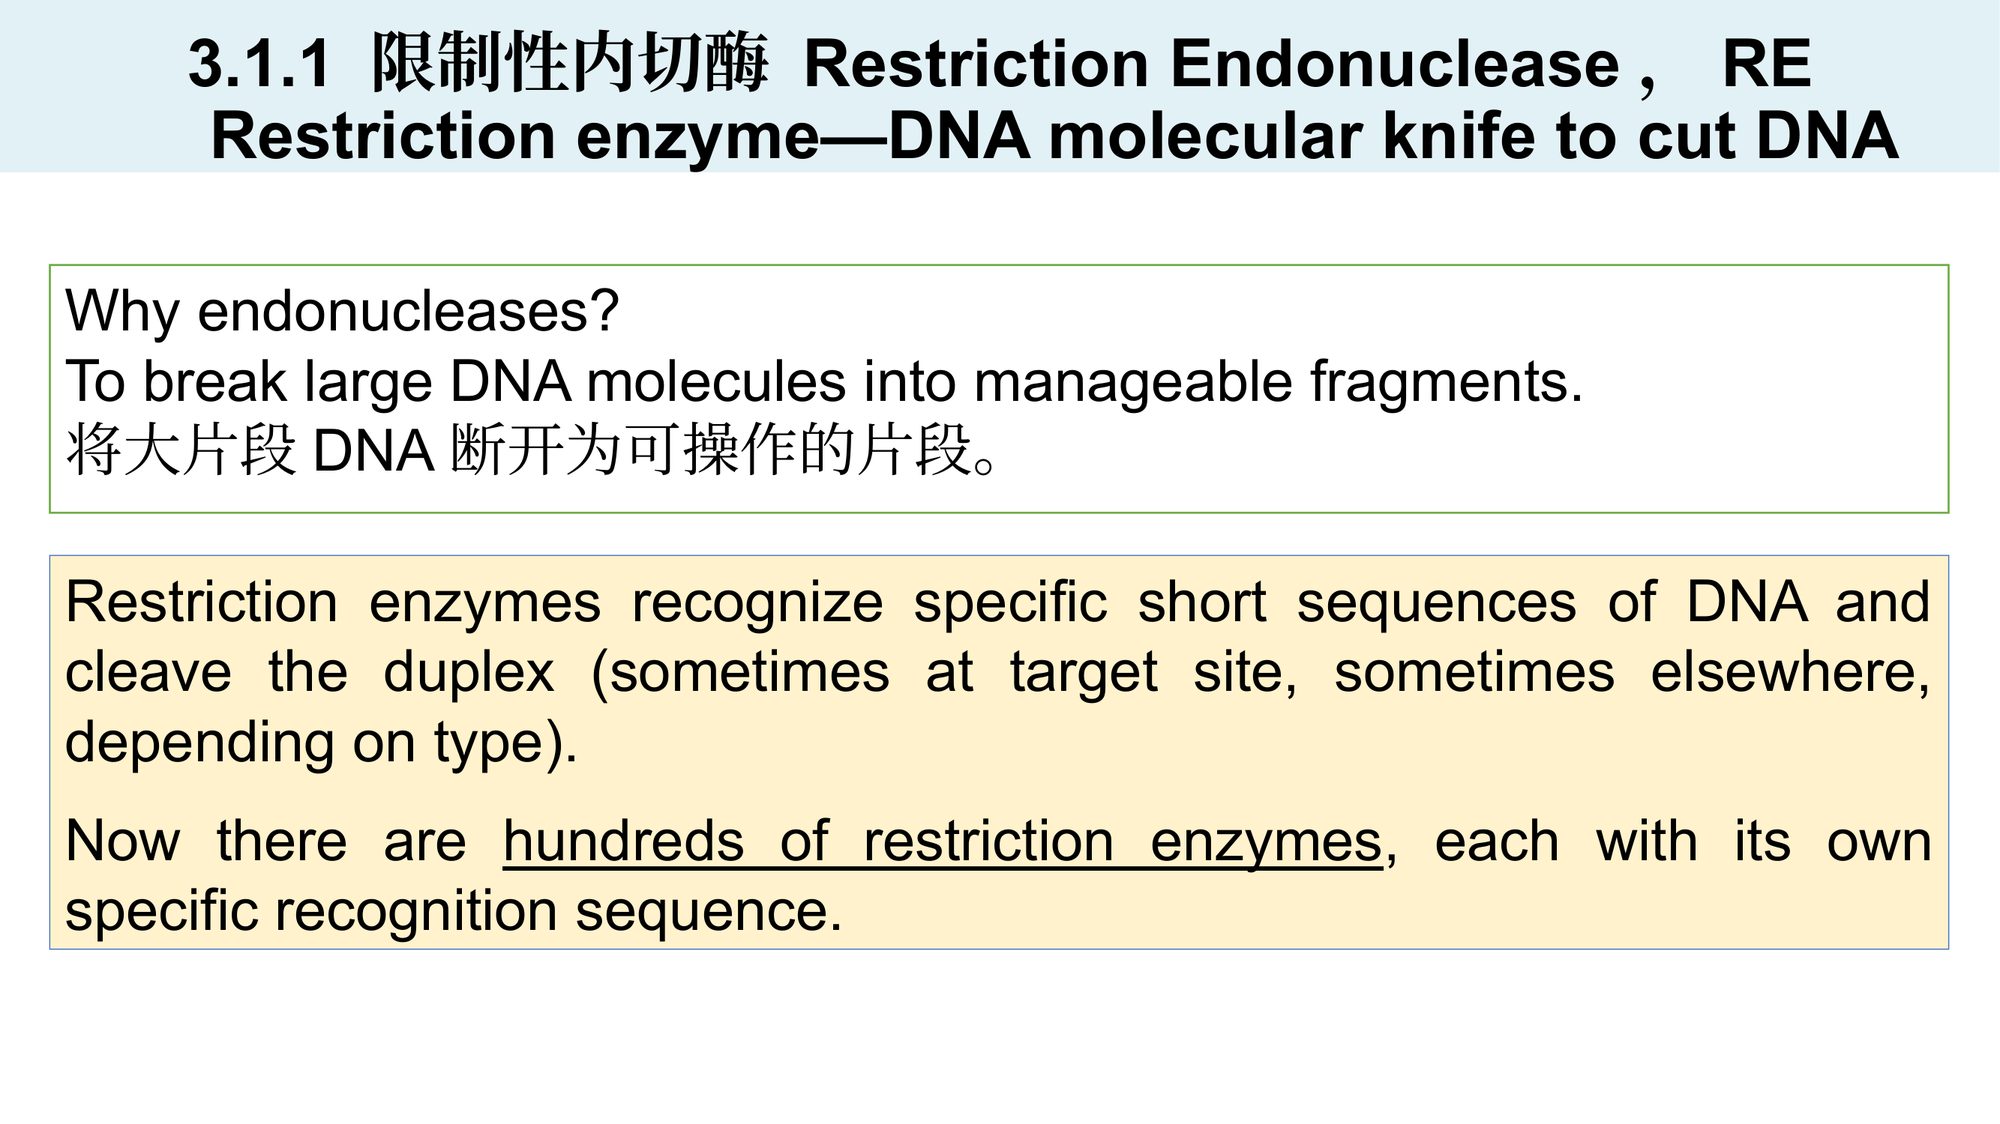 3.1.1 限制性内切酶 Restriction Endonuclease， RE
Restriction enzyme—DNA molecular knife to cut DNA
Why endonucleases?
To break large DNA molecules into manageable fragments.
将大片段 DNA 断开为可操作的片段。
Restriction enzymes recognize specific short sequences of DNA and
cleave the duplex (sometimes at target site, sometimes elsewhere,
depending on type).
Now there are hundreds of restriction enzymes, each with its own
specific recognition sequence.